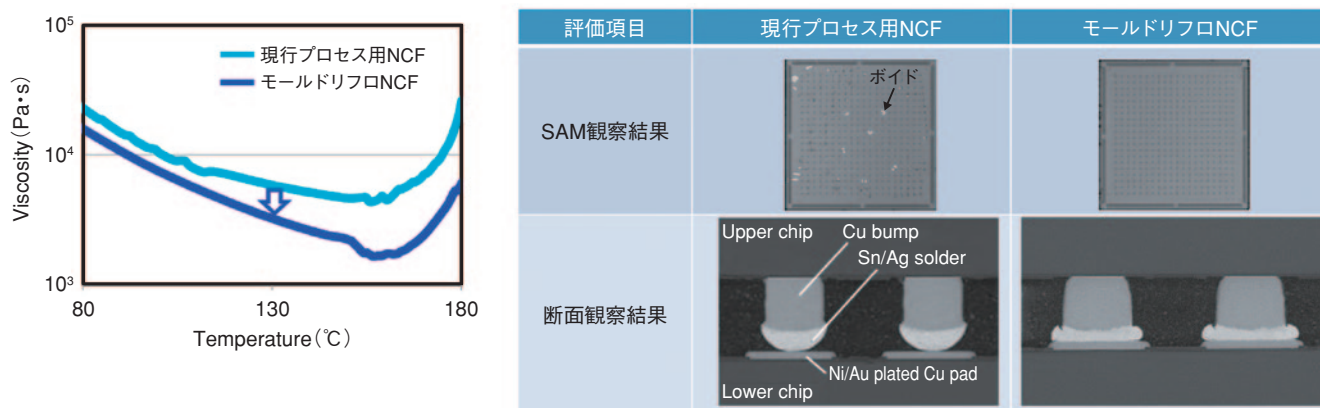 10⁵
10⁴
10³
Viscosity（Pa・s）
現行プロセス用NCF
モールドリフロNCF
80
130
180
Temperature（℃）
評価項目
現行プロセス用NCF
モールドリフロNCF
SAM観察結果
ボイド
断面観察結果
Upper chip
Cu bump
Sn/Ag solder
Ni/Au plated Cu pad
Lower chip